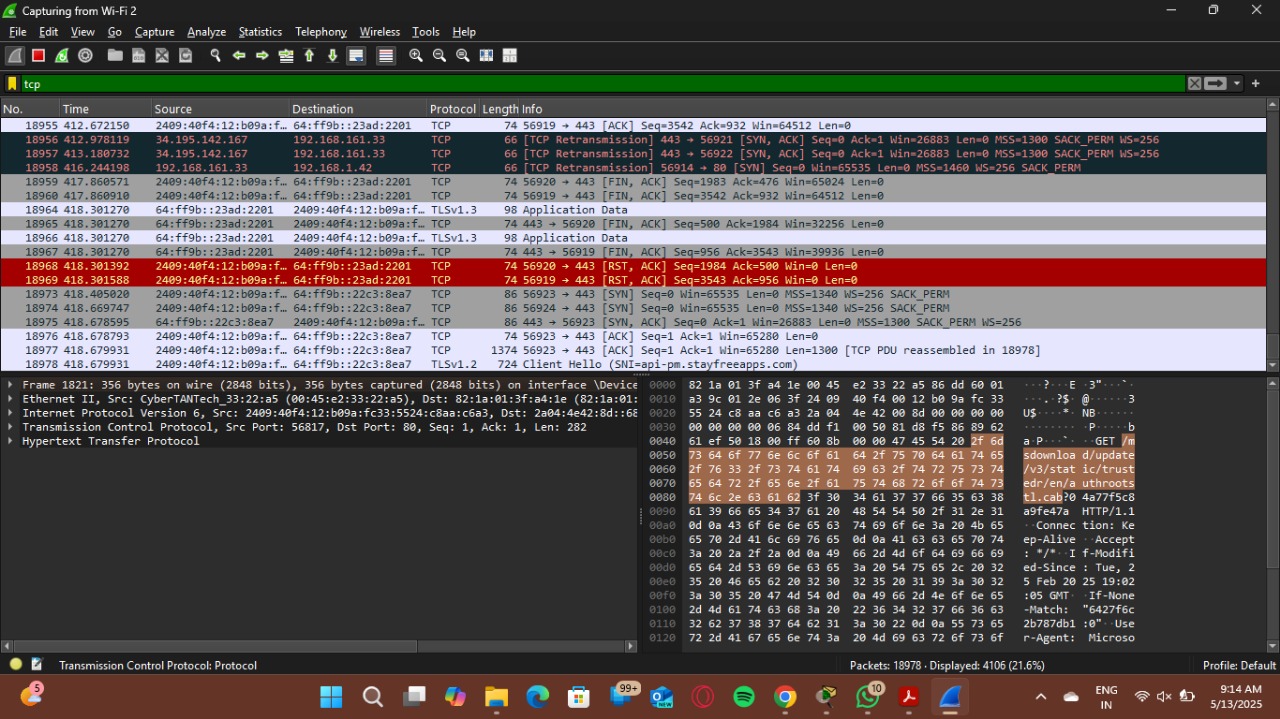 Capturing from Wi-Fi 2
File Edit View Go Capture Analyze Statistics Telephony Wireless Tools Help
tcp
No. Time Source Destination Protocol Length Info
18955 412.672150 2409:40f4:12:b09a:f… 64:ff9b::23ad:2201 TCP 74 56919 → 443 [ACK] Seq=3542 Ack=932 Win=64512 Len=0
18956 412.978119 34.195.142.167 192.168.161.33 TCP 66 [TCP Retransmission] 443 → 56921 [SYN, ACK] Seq=0 Ack=1 Win=26883 Len=0 MSS=1300 SACK_PERM WS=256
18957 413.180732 34.195.142.167 192.168.161.33 TCP 66 [TCP Retransmission] 443 → 56922 [SYN, ACK] Seq=0 Ack=1 Win=26883 Len=0 MSS=1300 SACK_PERM WS=256
18958 416.244198 192.168.161.33 192.168.1.42 TCP 66 [TCP Retransmission] 56914 → 80 [SYN] Seq=0 Win=65535 Len=0 MSS=1460 WS=256 SACK_PERM
18959 417.860571 2409:40f4:12:b09a:f… 64:ff9b::23ad:2201 TCP 74 56920 → 443 [FIN, ACK] Seq=1983 Ack=476 Win=65024 Len=0
18960 417.860910 2409:40f4:12:b09a:f… 64:ff9b::23ad:2201 TCP 74 56919 → 443 [FIN, ACK] Seq=3542 Ack=932 Win=64512 Len=0
18964 418.301270 64:ff9b::23ad:2201 2409:40f4:12:b09a:f… TLSv1.3 98 Application Data
18965 418.301270 64:ff9b::23ad:2201 2409:40f4:12:b09a:f… TCP 74 443 → 56920 [FIN, ACK] Seq=500 Ack=1984 Win=32256 Len=0
18966 418.301270 64:ff9b::23ad:2201 2409:40f4:12:b09a:f… TLSv1.3 98 Application Data
18967 418.301270 64:ff9b::23ad:2201 2409:40f4:12:b09a:f… TCP 74 443 → 56919 [FIN, ACK] Seq=956 Ack=3543 Win=39936 Len=0
18968 418.301392 2409:40f4:12:b09a:f… 64:ff9b::23ad:2201 TCP 74 56920 → 443 [RST, ACK] Seq=1984 Ack=500 Win=0 Len=0
18969 418.301588 2409:40f4:12:b09a:f… 64:ff9b::23ad:2201 TCP 74 56919 → 443 [RST, ACK] Seq=3543 Ack=956 Win=0 Len=0
18973 418.405020 2409:40f4:12:b09a:f… 64:ff9b::22c3:8ea7 TCP 86 56923 → 443 [SYN] Seq=0 Win=65535 Len=0 MSS=1340 WS=256 SACK_PERM
18974 418.669747 2409:40f4:12:b09a:f… 64:ff9b::22c3:8ea7 TCP 86 56924 → 443 [SYN] Seq=0 Win=65535 Len=0 MSS=1340 WS=256 SACK_PERM
18975 418.678595 64:ff9b::22c3:8ea7 2409:40f4:12:b09a:f… TCP 86 443 → 56923 [SYN, ACK] Seq=0 Ack=1 Win=26883 Len=0 MSS=1300 SACK_PERM WS=256
18976 418.678793 2409:40f4:12:b09a:f… 64:ff9b::22c3:8ea7 TCP 74 56923 → 443 [ACK] Seq=1 Ack=1 Win=65280 Len=0
18977 418.679931 2409:40f4:12:b09a:f… 64:ff9b::22c3:8ea7 TCP 1374 56923 → 443 [ACK] Seq=1 Ack=1 Win=65280 Len=1300 [TCP PDU reassembled in 18978]
18978 418.679931 2409:40f4:12:b09a:f… 64:ff9b::22c3:8ea7 TLSv1.2 724 Client Hello (SNI=api-pm.stayfreeapps.com)
Frame 1821: 356 bytes on wire (2848 bits), 356 bytes captured (2848 bits) on interface \Device
Ethernet II, Src: CyberTANTech_33:22:a5 (00:45:e2:33:22:a5), Dst: 82:1a:01:3f:a4:1e (82:1a:01:
Internet Protocol Version 6, Src: 2409:40f4:12:b09a:fc33:5524:c8aa:c6a3, Dst: 2a04:4e42:8d::68
Transmission Control Protocol, Src Port: 56817, Dst Port: 80, Seq: 1, Ack: 1, Len: 282
Hypertext Transfer Protocol
0000 82 1a 01 3f a4 1e 00 45 e2 33 22 a5 86 dd 60 01 ···?···E ·3"···`·
0010 a3 9c 01 2e 06 3f 24 09 40 f4 00 12 b0 9a fc 33 ···.·?$· @······3
0020 55 24 c8 aa c6 a3 2a 04 4e 42 00 8d 00 00 00 00 U$····*· NB······
0030 00 00 00 00 06 84 dd f1 00 50 81 d8 f5 86 89 62 ········ ·P·····b
0040 61 ef 50 18 00 ff 60 8b 00 00 47 45 54 20 2f 6d a·P···`· ··GET /m
0050 73 64 6f 77 6e 6c 6f 61 64 2f 75 70 64 61 74 65 sdownloa d/update
0060 2f 76 33 2f 73 74 61 74 69 63 2f 74 72 75 73 74 /v3/stat ic/trust
0070 65 64 72 2f 65 6e 2f 61 75 74 68 72 6f 6f 74 73 edr/en/a uthroots
0080 74 6c 2e 63 61 62 3f 30 34 61 37 37 66 35 63 38 tl.cab?0 4a77f5c8
0090 61 39 66 65 34 37 61 20 48 54 54 50 2f 31 2e 31 a9fe47a HTTP/1.1
00a0 0d 0a 43 6f 6e 6e 65 63 74 69 6f 6e 3a 20 4b 65 ··Connec tion: Ke
00b0 65 70 2d 41 6c 69 76 65 0d 0a 41 63 63 65 70 74 ep-Alive ··Accept
00c0 3a 20 2a 2f 2a 0d 0a 49 66 2d 4d 6f 64 69 66 69 : */*··I f-Modifi
00d0 65 64 2d 53 69 6e 63 65 3a 20 54 75 65 2c 20 32 ed-Since : Tue, 2
00e0 35 20 46 65 62 20 32 30 32 35 20 31 39 3a 30 32 5 Feb 20 25 19:02
00f0 3a 30 35 20 47 4d 54 0d 0a 49 66 2d 4e 6f 6e 65 :05 GMT· ·If-None
0100 2d 4d 61 74 63 68 3a 20 22 36 34 32 37 66 36 63 -Match: "6427f6c
0110 32 62 37 38 37 64 62 31 3a 30 22 0d 0a 55 73 65 2b787db1 :0"··Use
0120 72 2d 41 67 65 6e 74 3a 20 4d 69 63 72 6f 73 6f r-Agent: Microso
Transmission Control Protocol: Protocol
Packets: 18978 · Displayed: 4106 (21.6%)
Profile: Default
5
99+
NEW
10
ENG
IN
9:14 AM
5/13/2025